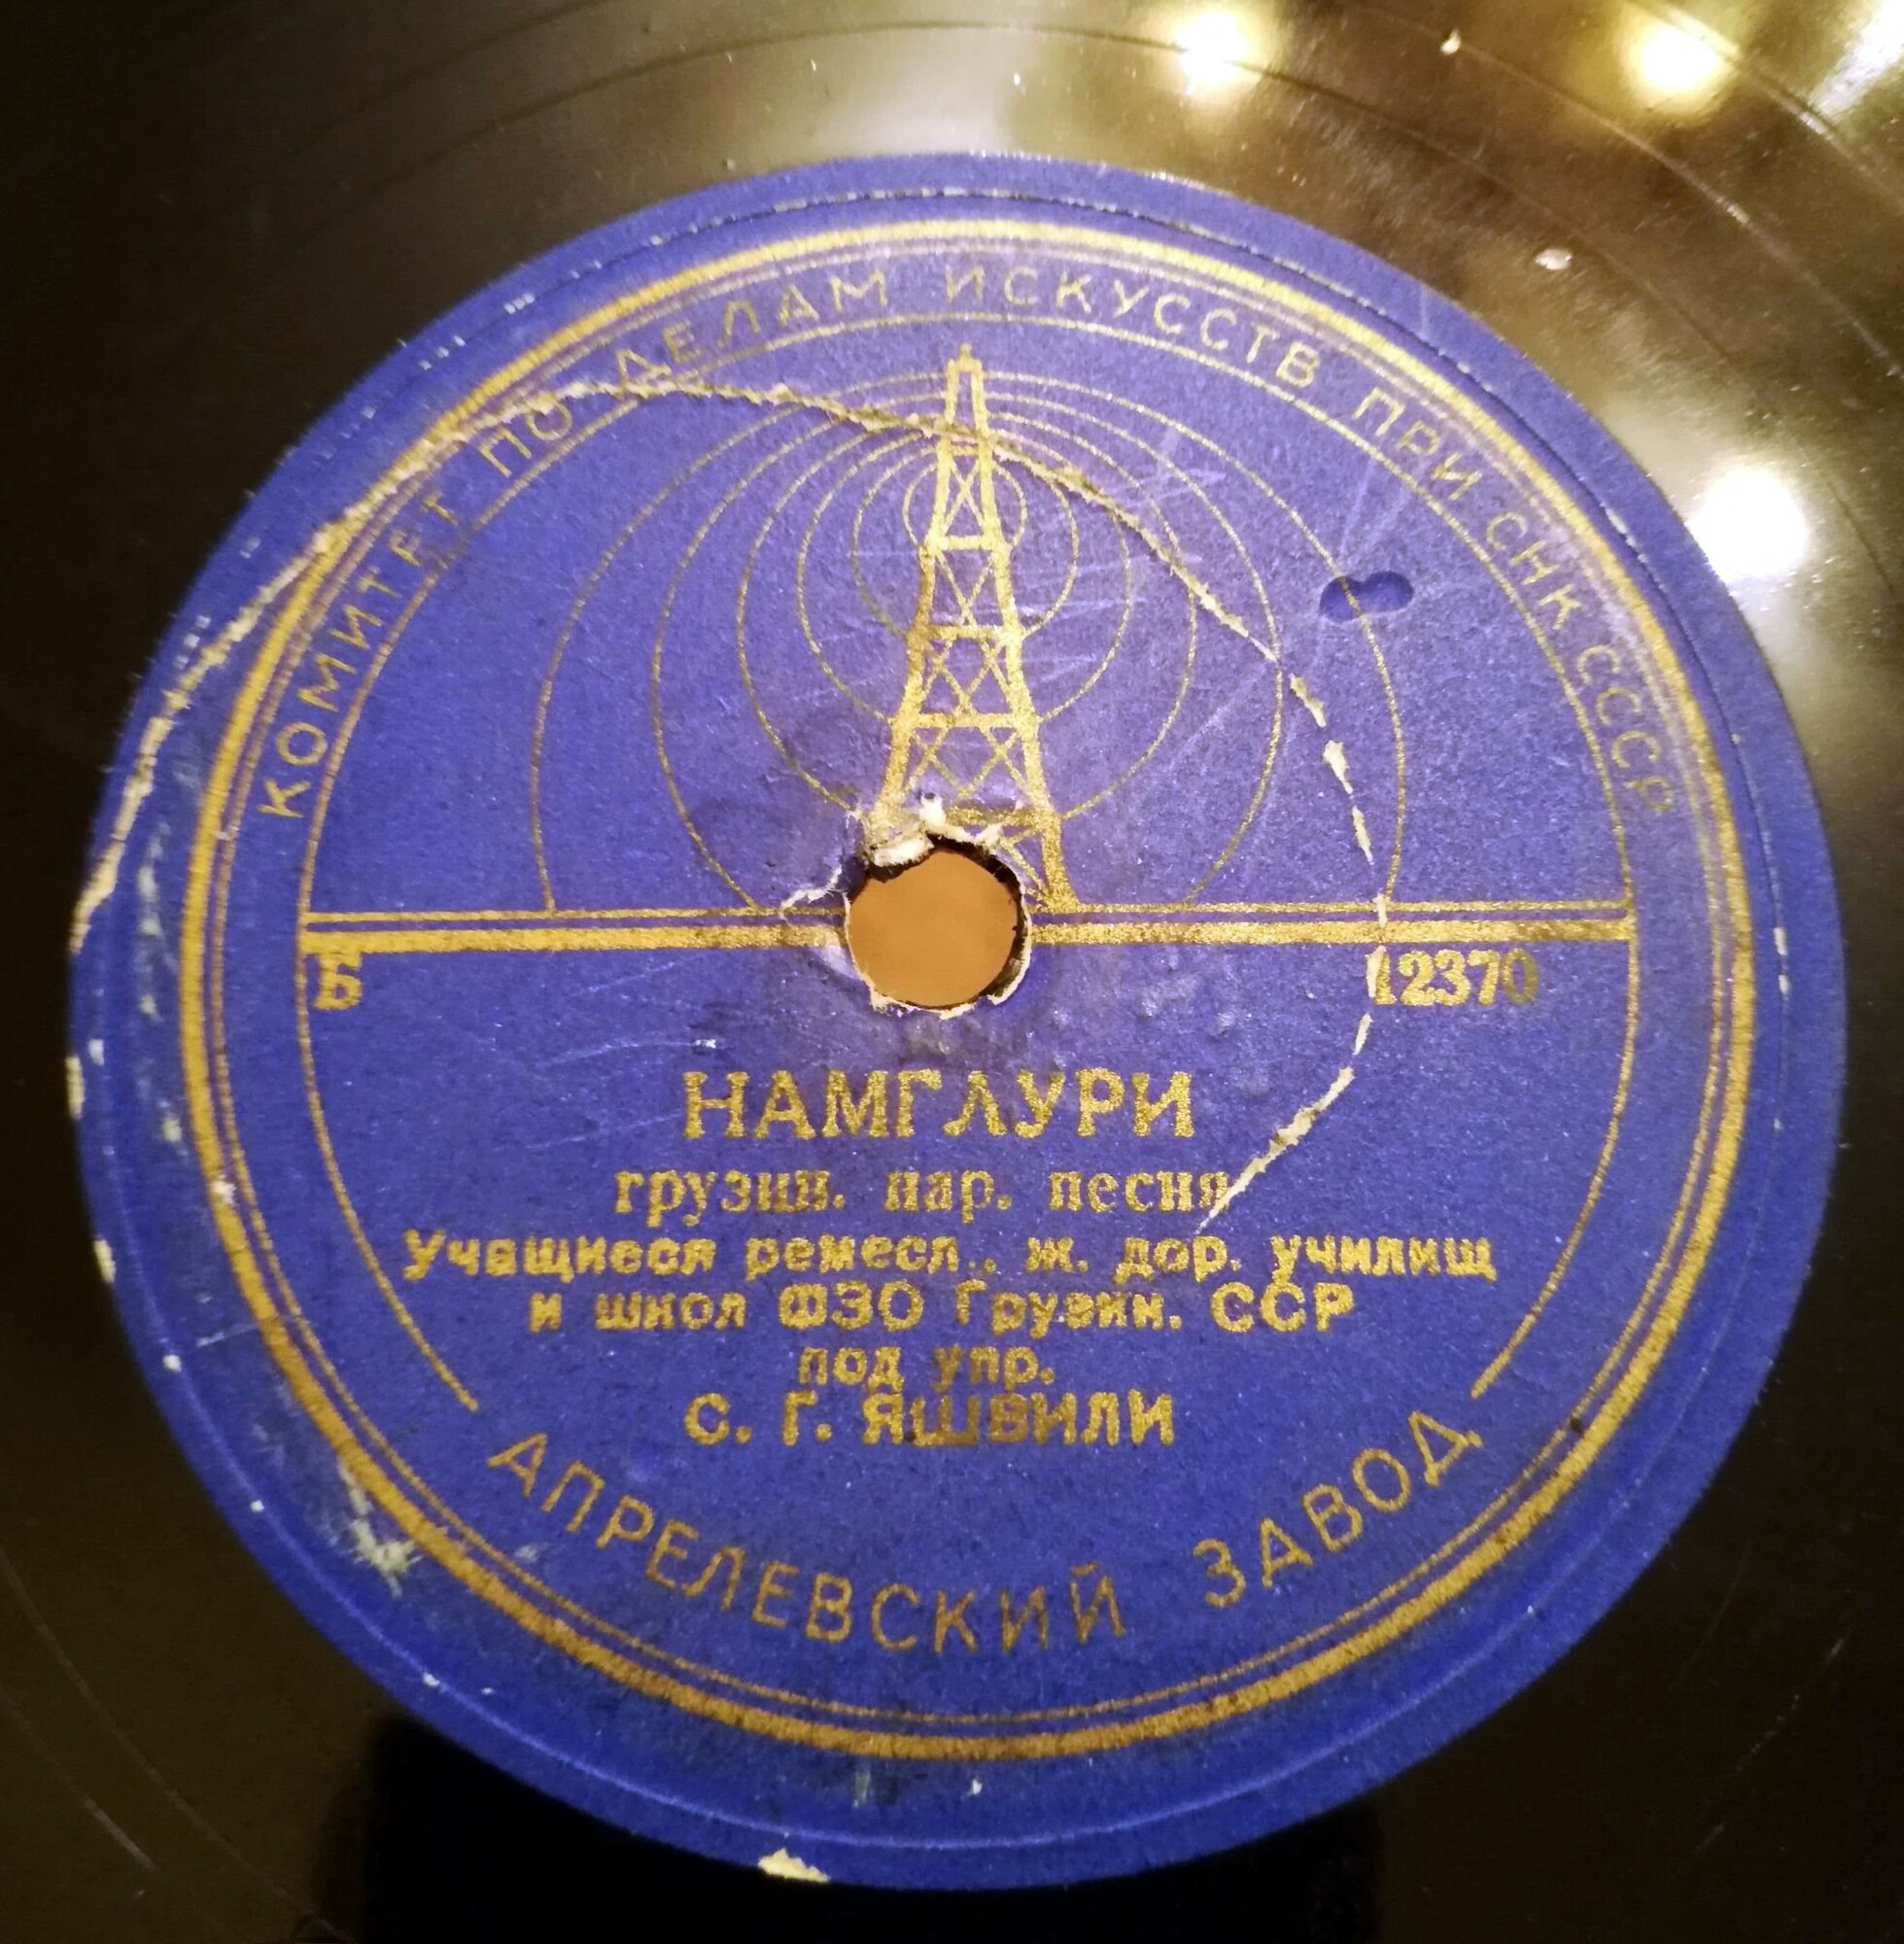 КОМИТЕТ ПО ДЕЛАМ ИСКУССТВ ПРИ СНК СССР
Б 12370
НАМГЛУРИ
грузин. нар. песня
Учащиеся ремесл., ж. дор. училищ
и школ ФЗО Грузин. ССР
под упр.
С. Г. ЯШВИЛИ
АПРЕЛЕВСКИЙ ЗАВОД